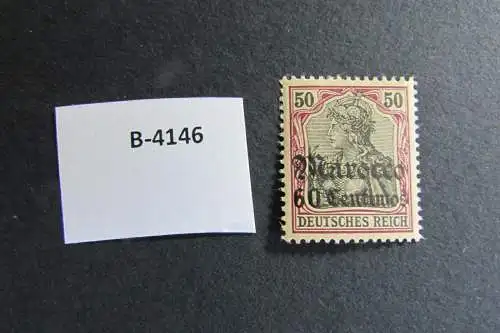 B-4146
50 50
Marocco
60 Centimos
DEUTSCHES REICH